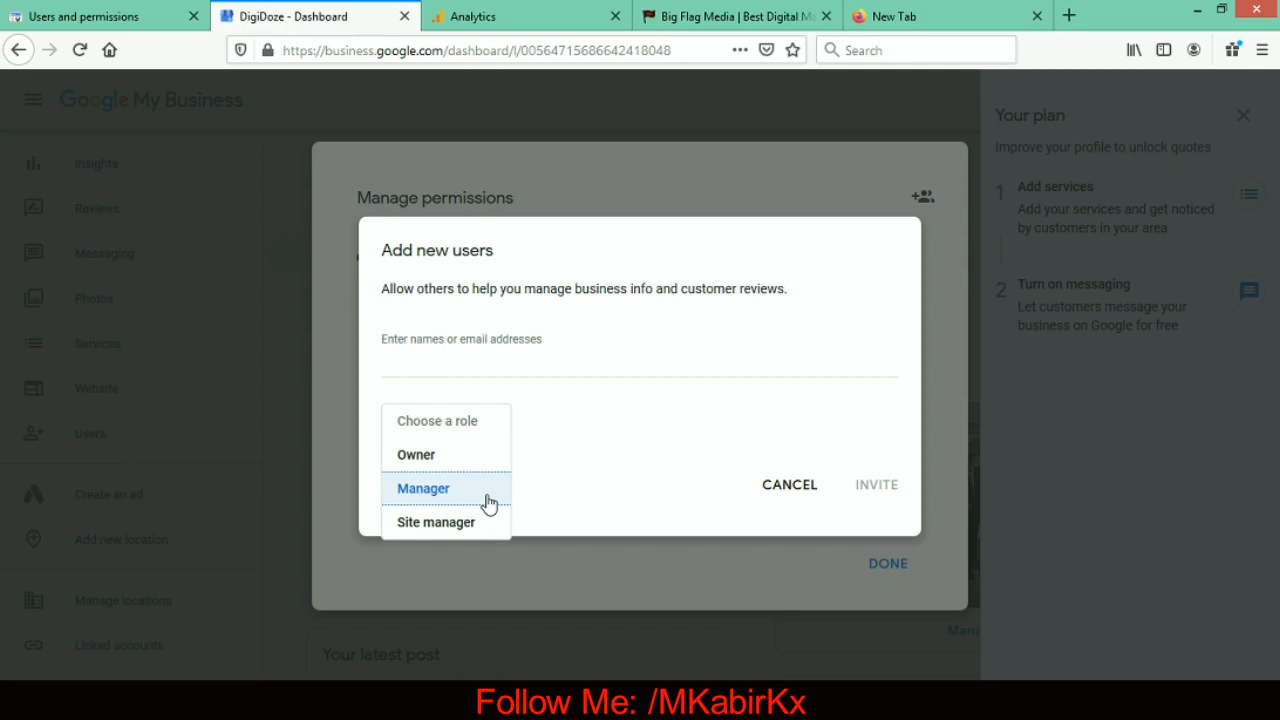 Users and permissions
DigiDoze - Dashboard
Analytics
Big Flag Media | Best Digital Ma
New Tab
https://business.google.com/dashboard/l/00564715686642418048
Search
Google My Business
Insights
Reviews
Messaging
Photos
Services
Website
Users
Create an ad
Add new location
Manage locations
Linked accounts
Manage permissions
Add new users
Allow others to help you manage business info and customer reviews.
Enter names or email addresses
Choose a role
Owner
Manager
Site manager
CANCEL
INVITE
DONE
Your latest post
Mana
Your plan
Improve your profile to unlock quotes
1 Add services
Add your services and get noticed
by customers in your area
2 Turn on messaging
Let customers message your
business on Google for free
Follow Me: /MKabirKx